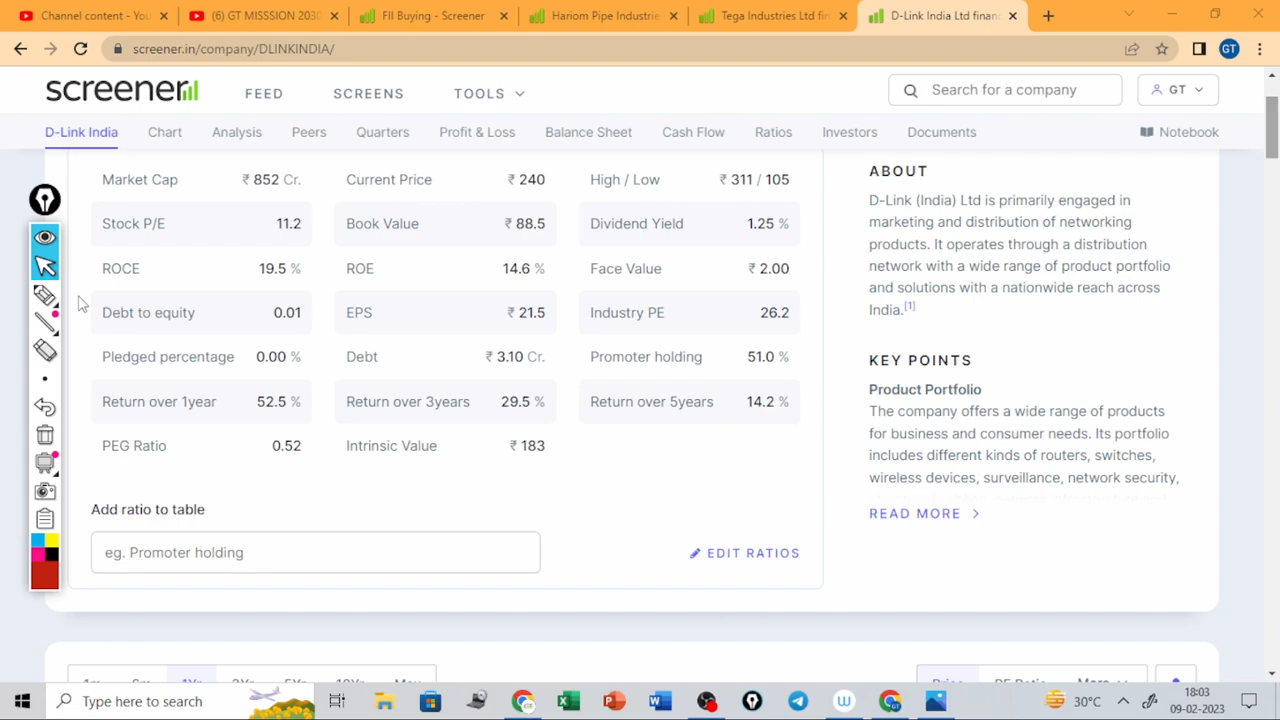 Channel content - You
(6) GT MISSSION 2030
FII Buying - Screener
Hariom Pipe Industrie
Tega Industries Ltd fin
D-Link India Ltd finan
screener.in/company/DLINKINDIA/
GT
screener
FEED
SCREENS
TOOLS
Search for a company
GT
D-Link India
Chart
Analysis
Peers
Quarters
Profit & Loss
Balance Sheet
Cash Flow
Ratios
Investors
Documents
Notebook
Market Cap ₹ 852 Cr.
Current Price ₹ 240
High / Low ₹ 311 / 105
Stock P/E 11.2
Book Value ₹ 88.5
Dividend Yield 1.25 %
ROCE 19.5 %
ROE 14.6 %
Face Value ₹ 2.00
Debt to equity 0.01
EPS ₹ 21.5
Industry PE 26.2
Pledged percentage 0.00 %
Debt ₹ 3.10 Cr.
Promoter holding 51.0 %
Return over 1year 52.5 %
Return over 3years 29.5 %
Return over 5years 14.2 %
PEG Ratio 0.52
Intrinsic Value ₹ 183
Add ratio to table
eg. Promoter holding
EDIT RATIOS
ABOUT
D-Link (India) Ltd is primarily engaged in
marketing and distribution of networking
products. It operates through a distribution
network with a wide range of product portfolio
and solutions with a nationwide reach across
India.[1]
KEY POINTS
Product Portfolio
The company offers a wide range of products
for business and consumer needs. Its portfolio
includes different kinds of routers, switches,
wireless devices, surveillance, network security,
READ MORE
Type here to search
30°C
18:03
09-02-2023